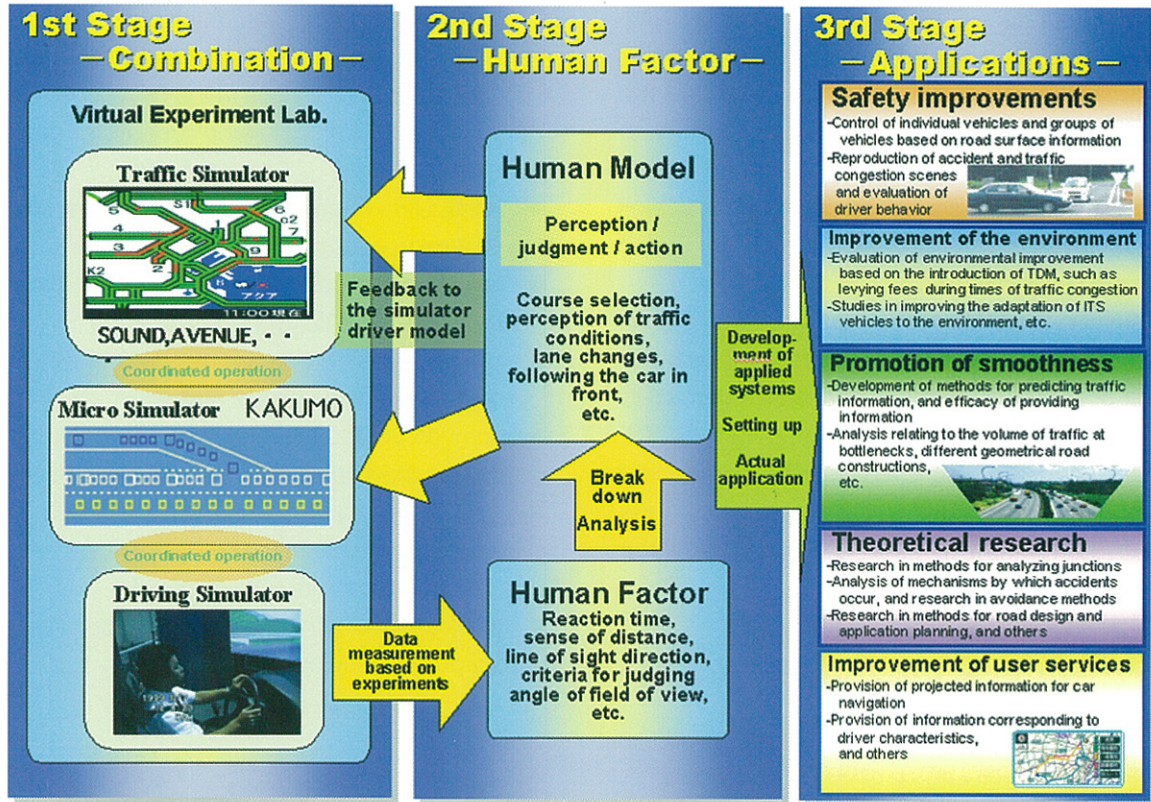 1st Stage
—Combination—
Virtual Experiment Lab.
Traffic Simulator
11:00現在
アクア
SOUND,AVENUE,・・
・
Coordinated operation
Micro Simulator KAKUMO
Coordinated operation
Driving Simulator
2nd Stage
—Human Factor—
Human Model
Perception /
judgment / action
Course selection,
perception of traffic
conditions,
lane changes,
following the car in
front,
etc.
Feedback to
the simulator
driver model
Break
down
Analysis
Human Factor
Reaction time,
sense of distance,
line of sight direction,
criteria for judging
angle of field of view,
etc.
Data
measurement
based on
experiments
Develop-
ment of
applied
systems
Setting up
Actual
application
3rd Stage
—Applications—
Safety improvements
-Control of individual vehicles and groups of
vehicles based on road surface information
-Reproduction of accident and traffic
congestion scenes
and evaluation of
driver behavior
Improvement of the environment
-Evaluation of environmental improvement
based on the introduction of TDM, such as
levying fees during times of traffic congestion
-Studies in improving the adaptation of ITS
vehicles to the environment, etc.
Promotion of smoothness
-Development of methods for predicting traffic
information, and efficacy of providing
information
-Analysis relating to the volume of traffic at
bottlenecks, different geometrical road
constructions,
etc.
Theoretical research
-Research in methods for analyzing junctions
-Analysis of mechanisms by which accidents
occur, and research in avoidance methods
-Research in methods for road design and
application planning, and others
Improvement of user services
-Provision of projected information for car
navigation
-Provision of information corresponding to
driver characteristics,
and others